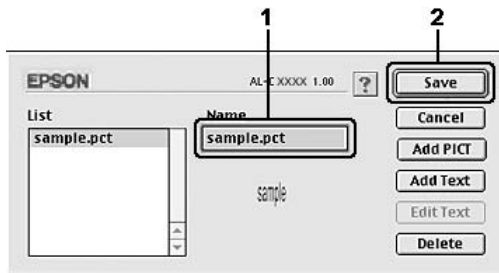 1 2
EPSON AL-C XXXX 1.00 ? Save
List Name Cancel
sample.pct sample.pct
Add PICT
sample Add Text
Edit Text
Delete